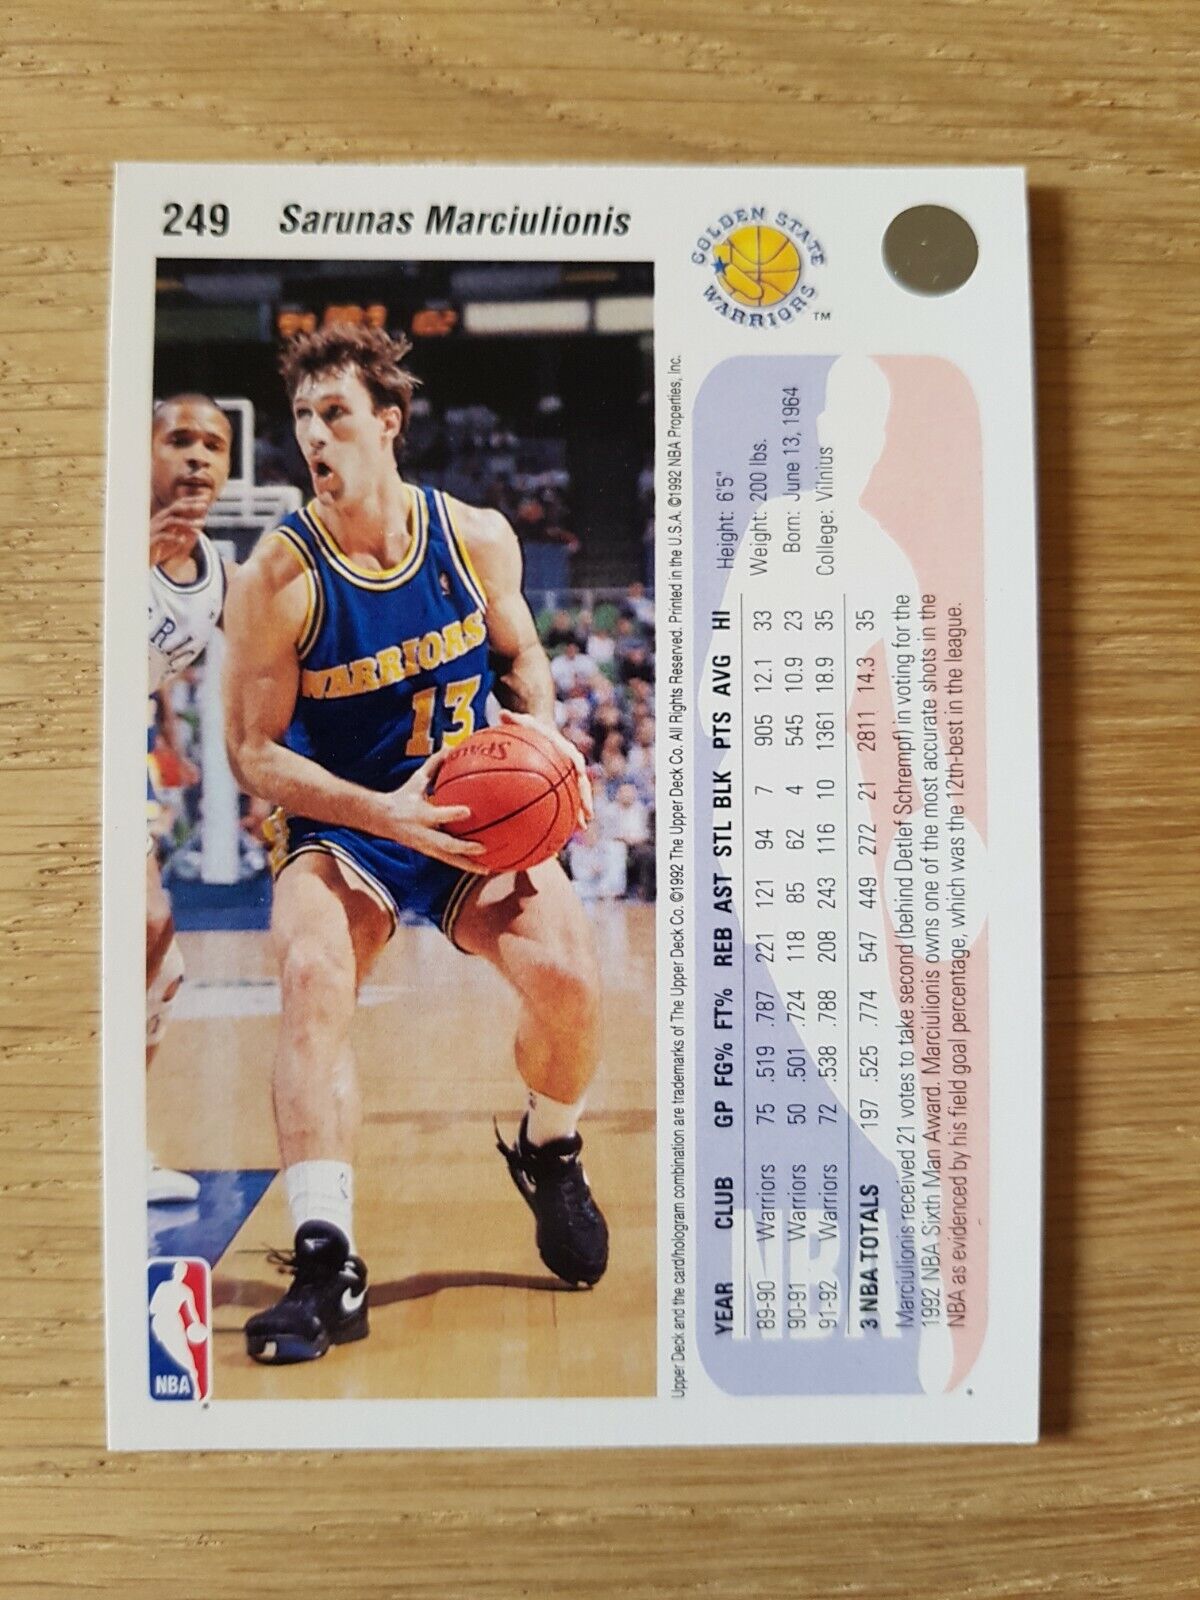 249 Sarunas Marciulionis
GOLDEN STATE
WARRIORS
TM
WARRIORS
13
Spald
RIC
NBA
Upper Deck and the card/hologram combination are trademarks of The Upper Deck Co. ©1992 The Upper Deck Co. All Rights Reserved. Printed in the U.S.A. ©1992 NBA Properties, Inc.
Height: 6'5"
Weight: 200 lbs.
Born: June 13, 1964
College: Vilnius
YEAR CLUB GP FG% FT% REB AST STL BLK PTS AVG HI
89-90 Warriors 75 .519 .787 221 121 94 7 905 12.1 33
90-91 Warriors 50 .501 .724 118 85 62 4 545 10.9 23
91-92 Warriors 72 .538 .788 208 243 116 10 1361 18.9 35
3 NBA TOTALS 197 .525 .774 547 449 272 21 2811 14.3 35
Marciulionis received 21 votes to take second (behind Detlef Schrempf) in voting for the
1992 NBA Sixth Man Award. Marciulionis owns one of the most accurate shots in the
NBA as evidenced by his field goal percentage, which was the 12th-best in the league.
NBA